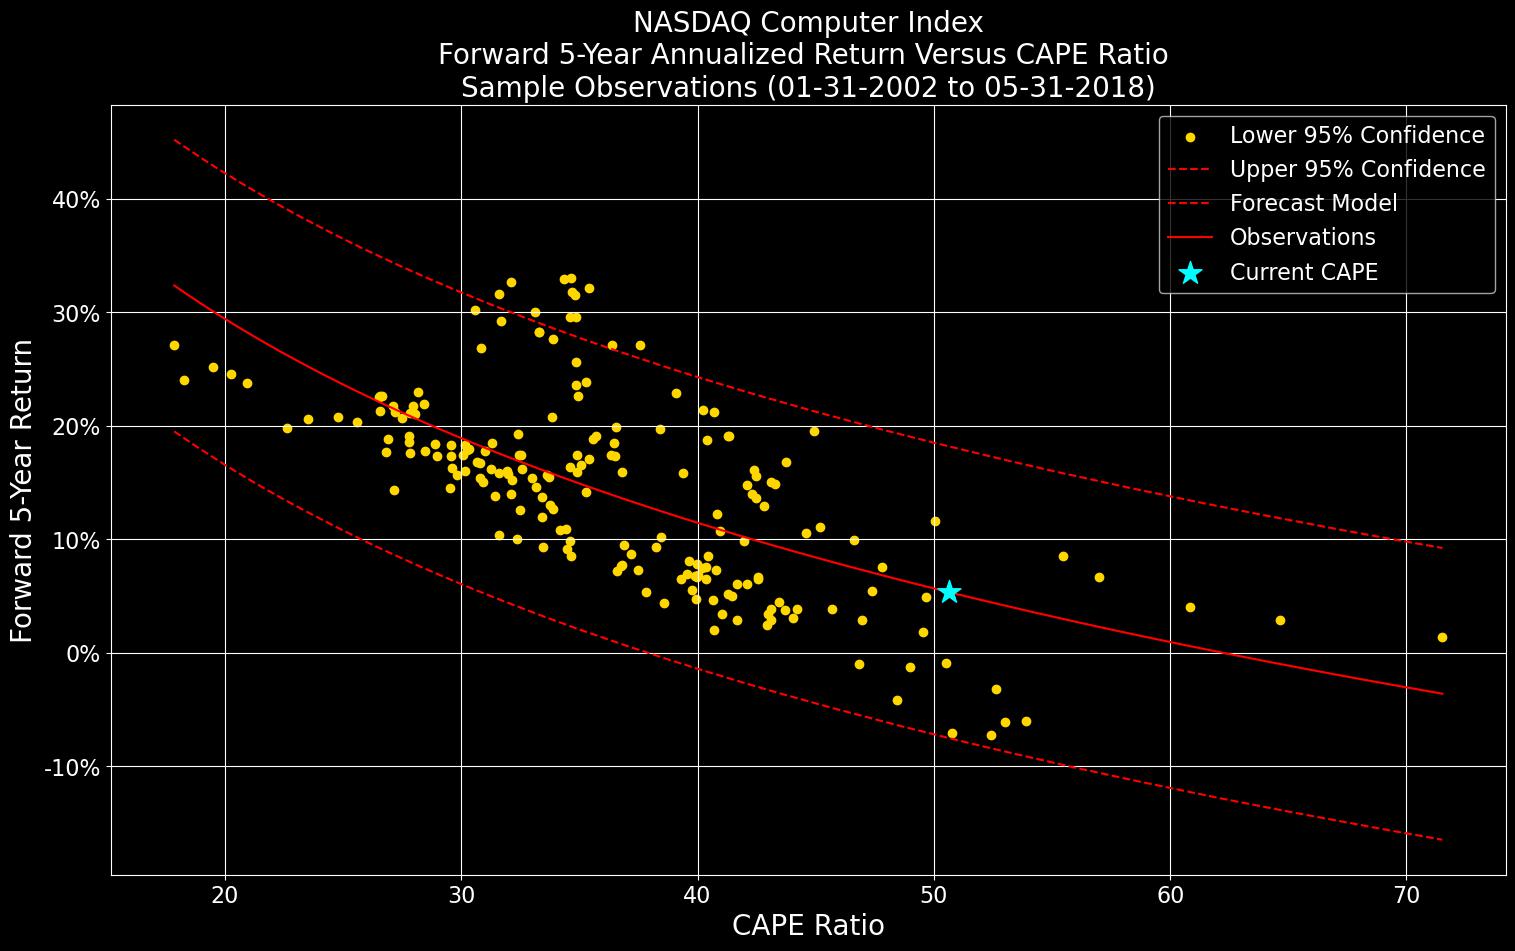 NASDAQ Computer Index
Forward 5-Year Annualized Return Versus CAPE Ratio
Sample Observations (01-31-2002 to 05-31-2018)
Lower 95% Confidence
Upper 95% Confidence
Forecast Model
Observations
Current CAPE
Forward 5-Year Return
40%
30%
20%
10%
0%
-10%
20 30 40 50 60 70
CAPE Ratio